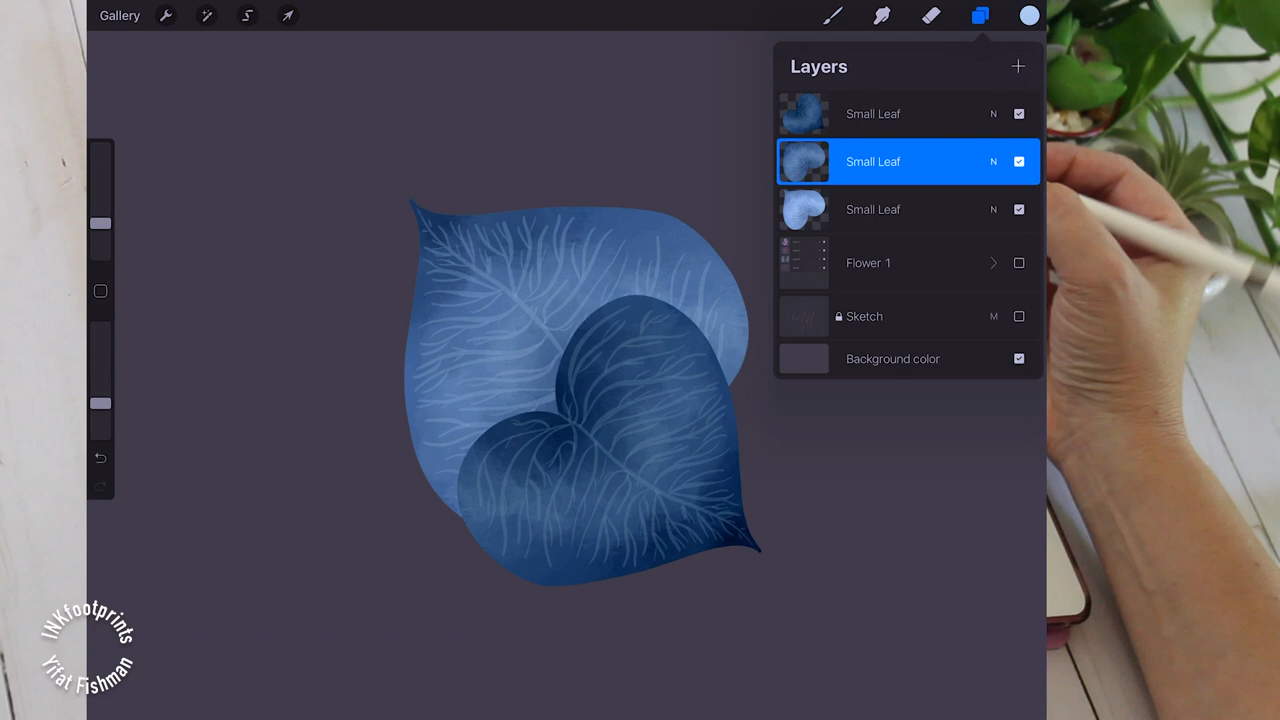 Gallery
Layers
Small Leaf N
Small Leaf N
Small Leaf N
Flower 1
Sketch M
Background color
INKfootprints
Yifat Fishman